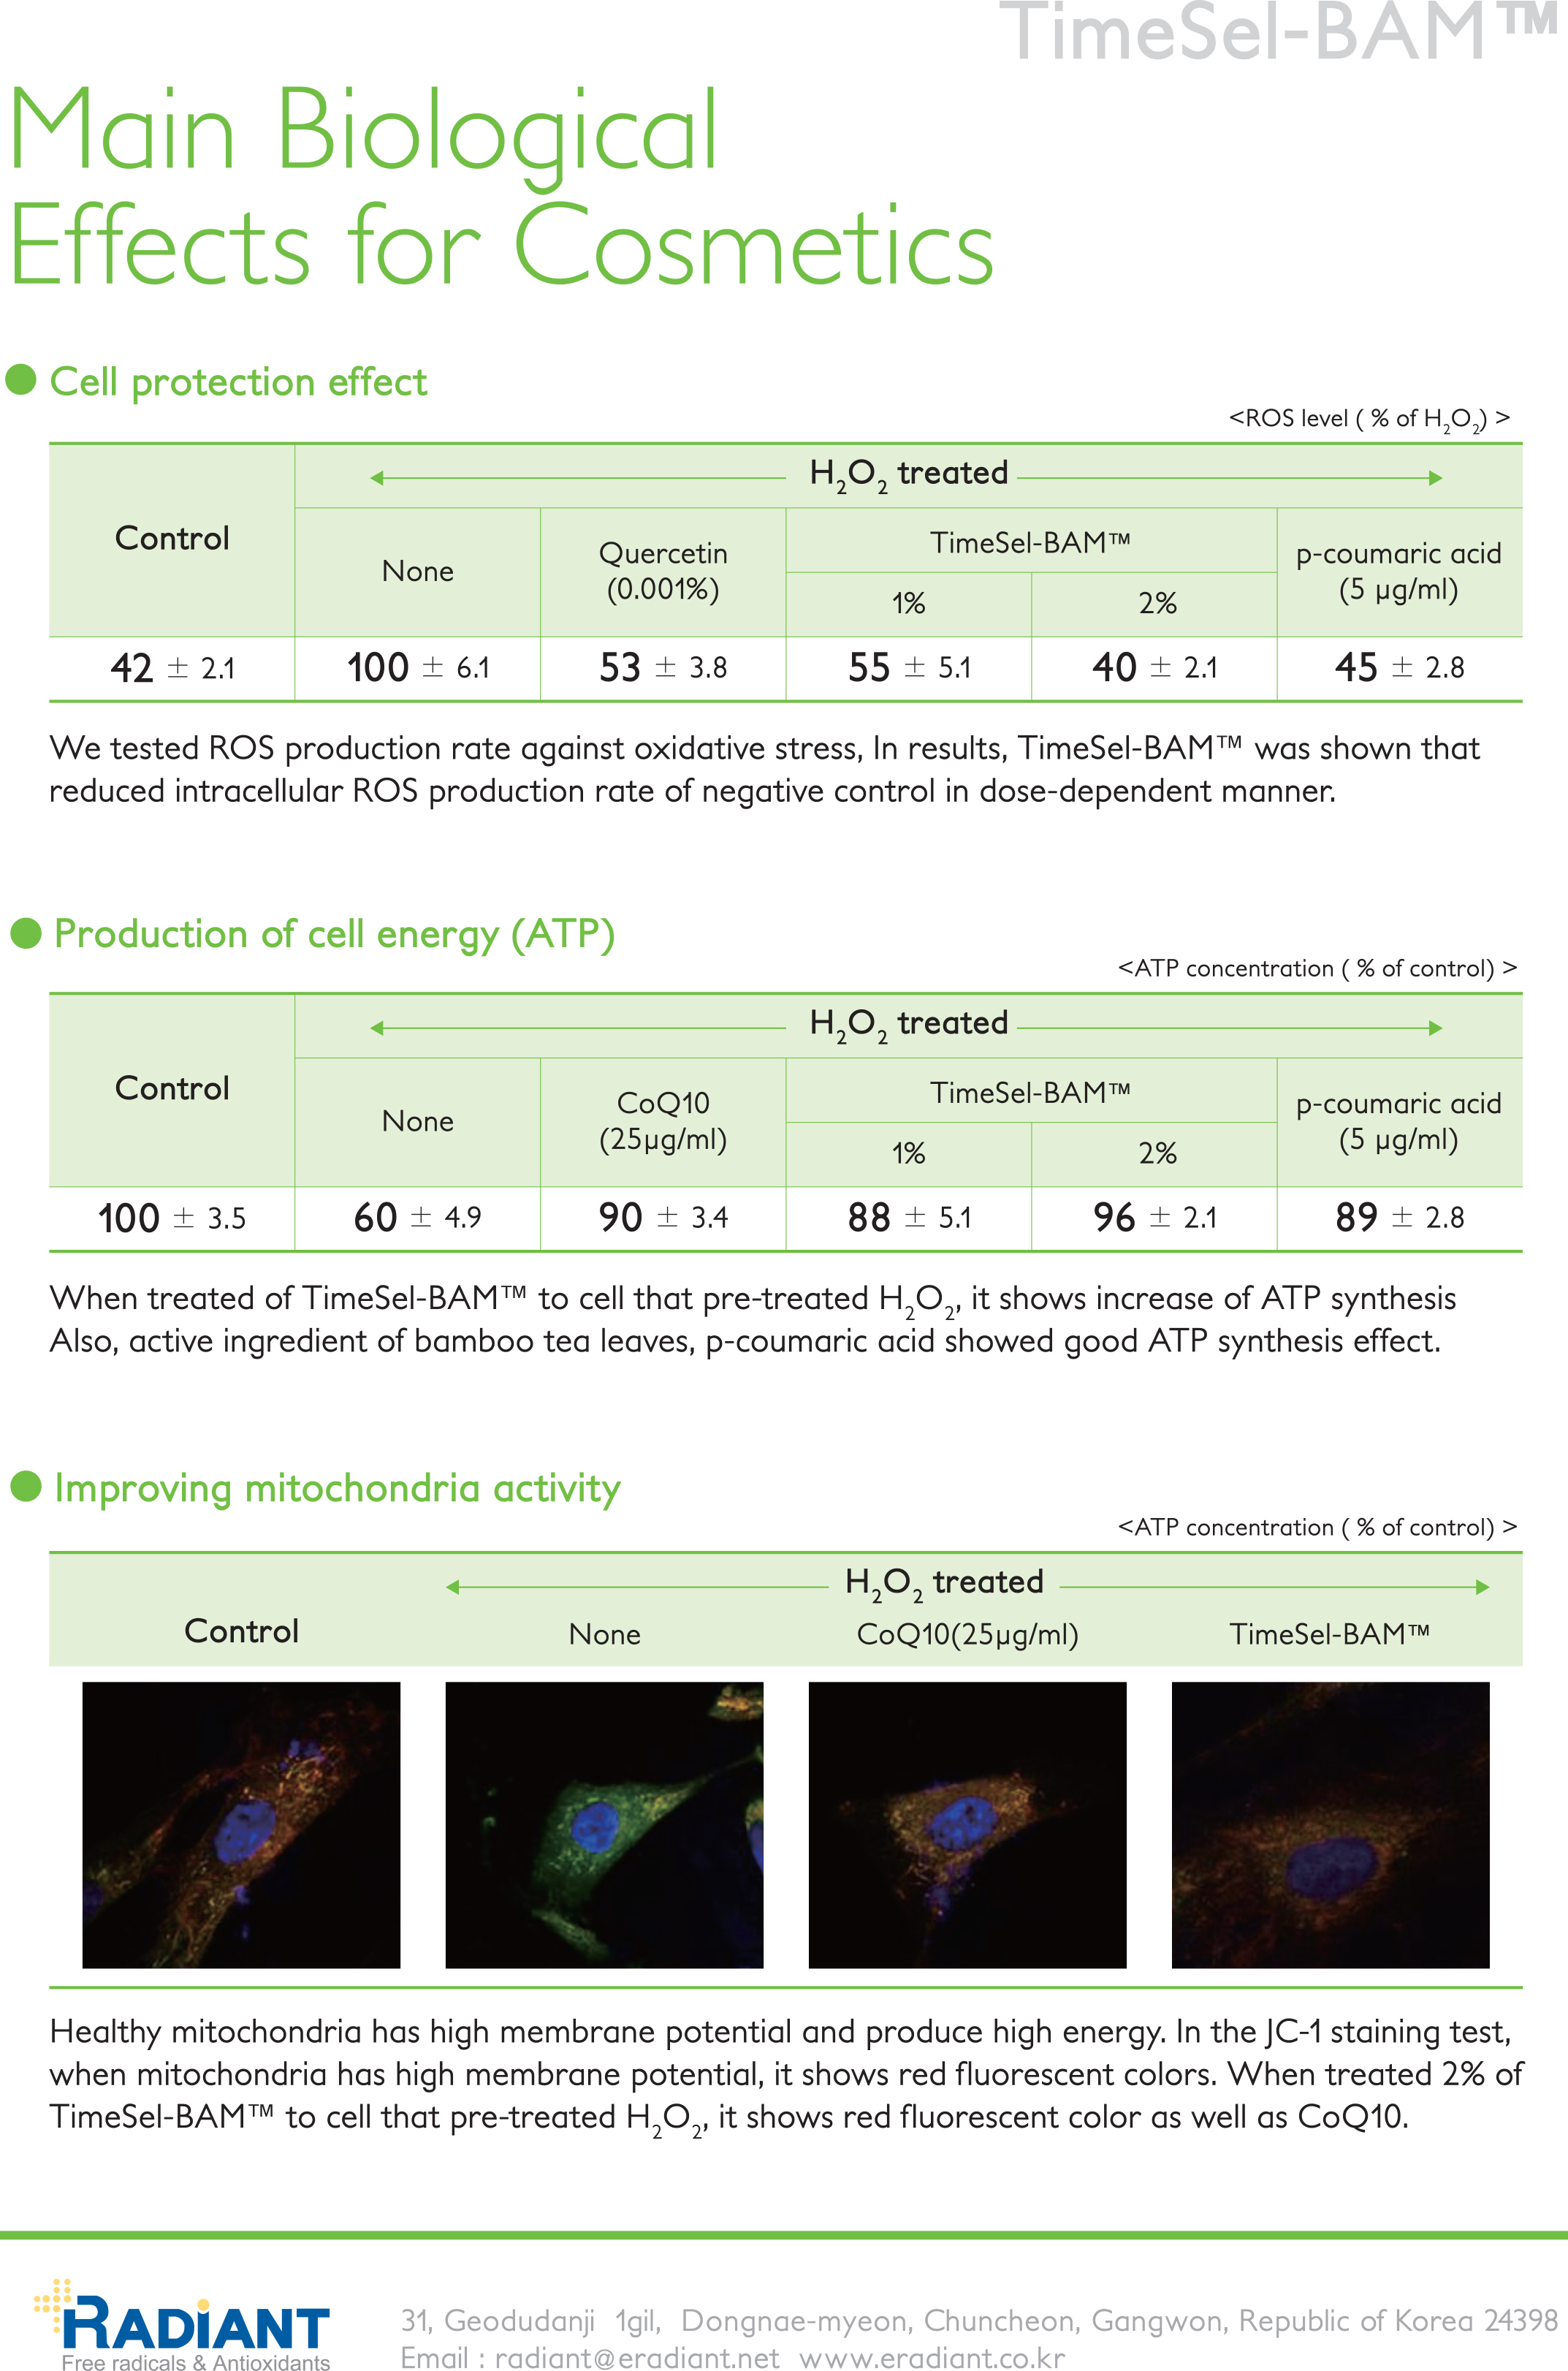 TimeSel-BAM™
Main Biological
Effects for Cosmetics
● Cell protection effect
<ROS level ( % of H₂O₂) >
H₂O₂ treated
Control
None
Quercetin
(0.001%)
TimeSel-BAM™
1%
2%
p-coumaric acid
(5 µg/ml)
42 ± 2.1 100 ± 6.1 53 ± 3.8 55 ± 5.1 40 ± 2.1 45 ± 2.8
We tested ROS production rate against oxidative stress, In results, TimeSel-BAM™ was shown that
reduced intracellular ROS production rate of negative control in dose-dependent manner.
● Production of cell energy (ATP)
<ATP concentration ( % of control) >
H₂O₂ treated
Control
None
CoQ10
(25µg/ml)
TimeSel-BAM™
1%
2%
p-coumaric acid
(5 µg/ml)
100 ± 3.5 60 ± 4.9 90 ± 3.4 88 ± 5.1 96 ± 2.1 89 ± 2.8
When treated of TimeSel-BAM™ to cell that pre-treated H₂O₂, it shows increase of ATP synthesis
Also, active ingredient of bamboo tea leaves, p-coumaric acid showed good ATP synthesis effect.
● Improving mitochondria activity
<ATP concentration ( % of control) >
H₂O₂ treated
Control None CoQ10(25µg/ml) TimeSel-BAM™
Healthy mitochondria has high membrane potential and produce high energy. In the JC-1 staining test,
when mitochondria has high membrane potential, it shows red fluorescent colors. When treated 2% of
TimeSel-BAM™ to cell that pre-treated H₂O₂, it shows red fluorescent color as well as CoQ10.
RADiANT
Free radicals & Antioxidants
31, Geodudanji 1gil, Dongnae-myeon, Chuncheon, Gangwon, Republic of Korea 24398
Email : radiant@eradiant.net www.eradiant.co.kr